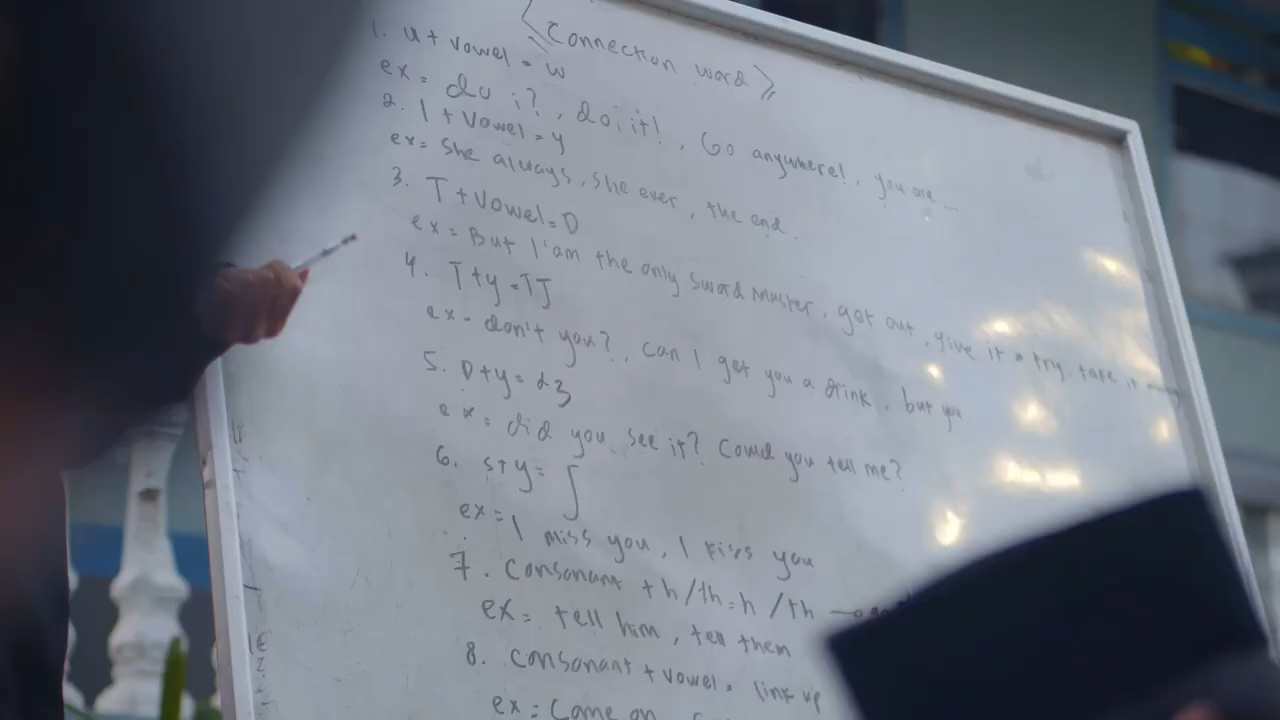 <Connection word>
1. u + vowel = w
ex = do i?, do it!, Go anywhere!, you are ...
2. I + Vowel = y
ex = She always, she ever, the end.
3. T + Vowel = D
ex = But I'am the only sword master, get out, give it a try, take it
4. T + y = TJ
ex = don't you?, can I get you a drink, but you
5. D + y = d3
ex = did you see it? Could you tell me?
6. s + y = ∫
ex = I miss you, I kiss you
7. Consonant + h/th = h/th
ex = tell him, tell them
8. Consonant + vowel = link up
ex = Come on